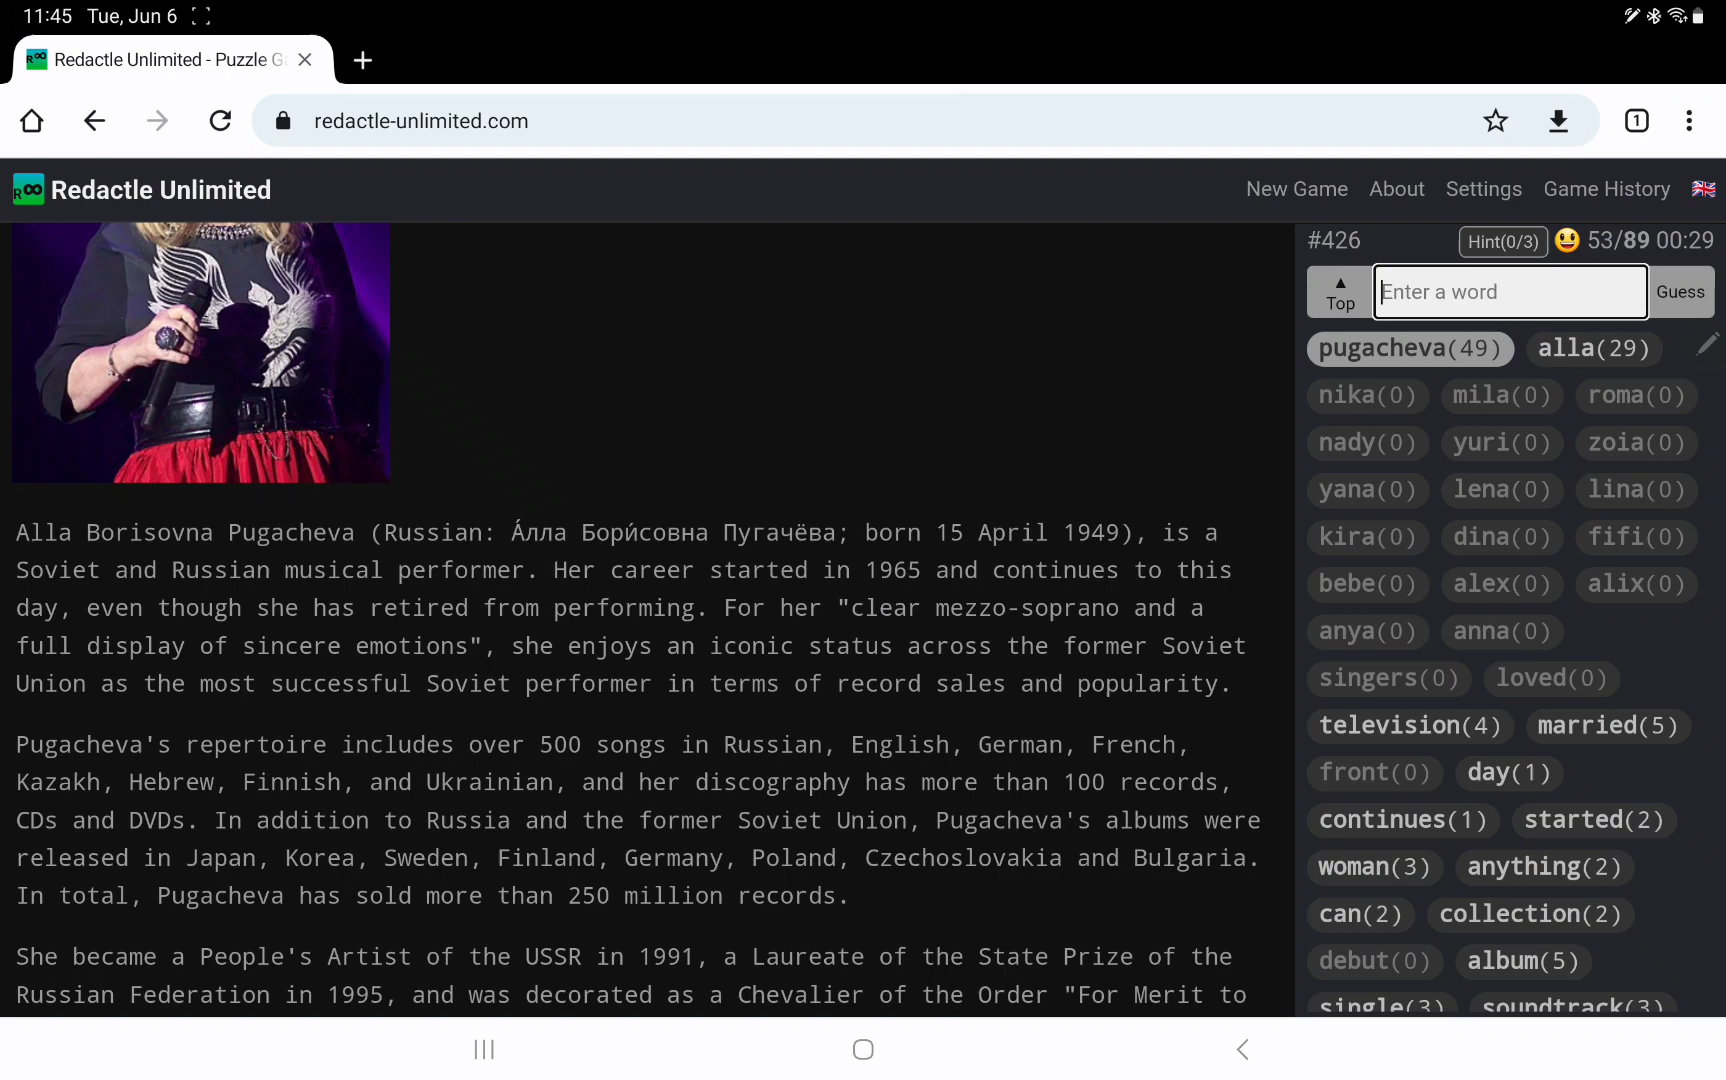 11:45 Tue, Jun 6
Redactle Unlimited - Puzzle G
redactle-unlimited.com
1
R∞ Redactle Unlimited
New Game About Settings Game History
Alla Borisovna Pugacheva (Russian: А́лла Бори́совна Пугачёва; born 15 April 1949), is a
Soviet and Russian musical performer. Her career started in 1965 and continues to this
day, even though she has retired from performing. For her "clear mezzo-soprano and a
full display of sincere emotions", she enjoys an iconic status across the former Soviet
Union as the most successful Soviet performer in terms of record sales and popularity.
Pugacheva's repertoire includes over 500 songs in Russian, English, German, French,
Kazakh, Hebrew, Finnish, and Ukrainian, and her discography has more than 100 records,
CDs and DVDs. In addition to Russia and the former Soviet Union, Pugacheva's albums were
released in Japan, Korea, Sweden, Finland, Germany, Poland, Czechoslovakia and Bulgaria.
In total, Pugacheva has sold more than 250 million records.
She became a People's Artist of the USSR in 1991, a Laureate of the State Prize of the
Russian Federation in 1995, and was decorated as a Chevalier of the Order "For Merit to
#426 Hint(0/3) 😃 53/89 00:29
▲ Top Enter a word Guess
pugacheva(49) alla(29)
nika(0) mila(0) roma(0)
nady(0) yuri(0) zoia(0)
yana(0) lena(0) lina(0)
kira(0) dina(0) fifi(0)
bebe(0) alex(0) alix(0)
anya(0) anna(0)
singers(0) loved(0)
television(4) married(5)
front(0) day(1)
continues(1) started(2)
woman(3) anything(2)
can(2) collection(2)
debut(0) album(5)
single(3) soundtrack(3)